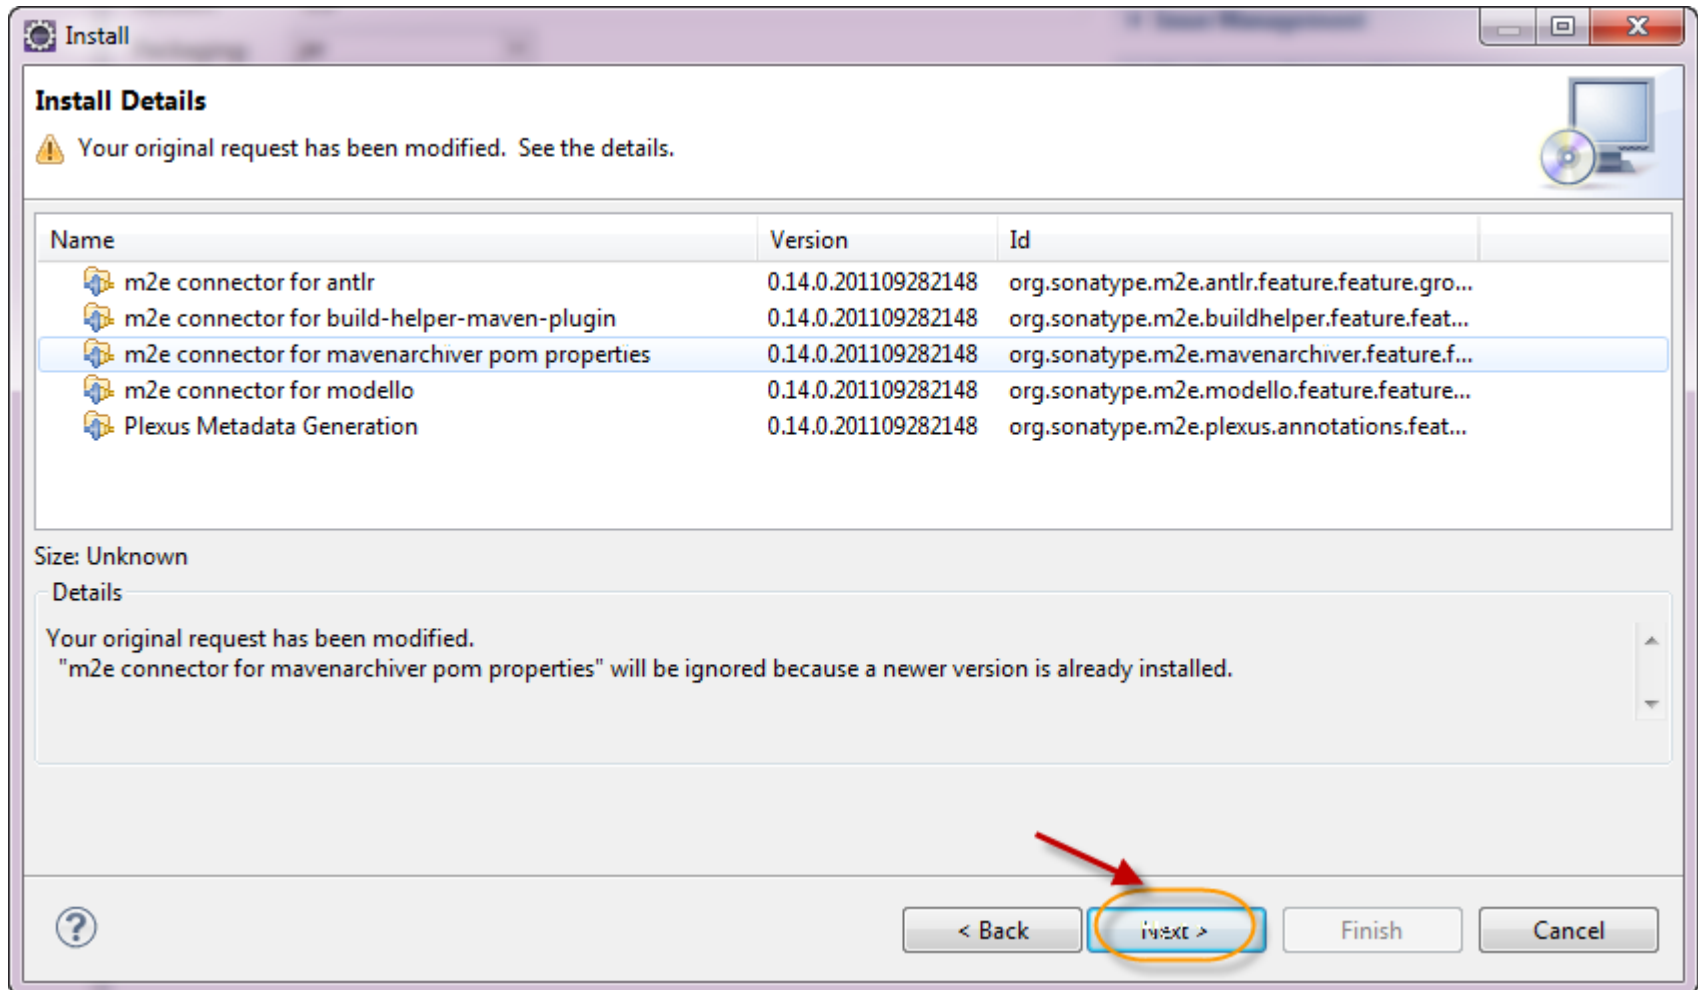 Install
Install Details
Your original request has been modified.  See the details.
Name Version Id
m2e connector for antlr 0.14.0.201109282148 org.sonatype.m2e.antlr.feature.feature.gro...
m2e connector for build-helper-maven-plugin 0.14.0.201109282148 org.sonatype.m2e.buildhelper.feature.feat...
m2e connector for mavenarchiver pom properties 0.14.0.201109282148 org.sonatype.m2e.mavenarchiver.feature.f...
m2e connector for modello 0.14.0.201109282148 org.sonatype.m2e.modello.feature.feature...
Plexus Metadata Generation 0.14.0.201109282148 org.sonatype.m2e.plexus.annotations.feat...
Size: Unknown
Details
Your original request has been modified.
"m2e connector for mavenarchiver pom properties" will be ignored because a newer version is already installed.
? < Back Next > Finish Cancel